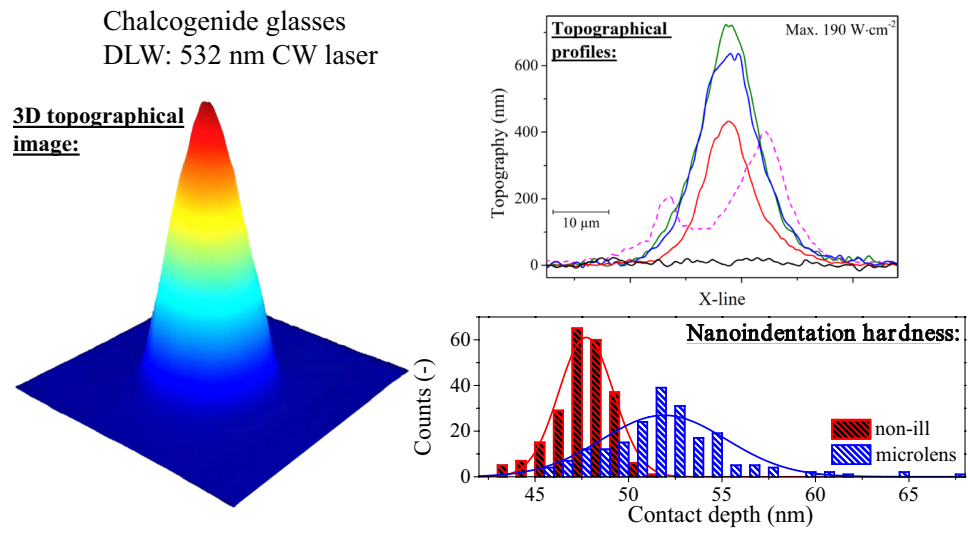 Chalcogenide glasses
DLW: 532 nm CW laser
3D topographical
image:
Topographical
profiles:
Max. 190 W·cm-2
600
400
200
0
Topography (nm)
10 µm
X-line
Nanoindentation hardness:
60
40
20
0
Counts (-)
non-ill
microlens
45
50
55
60
65
Contact depth (nm)